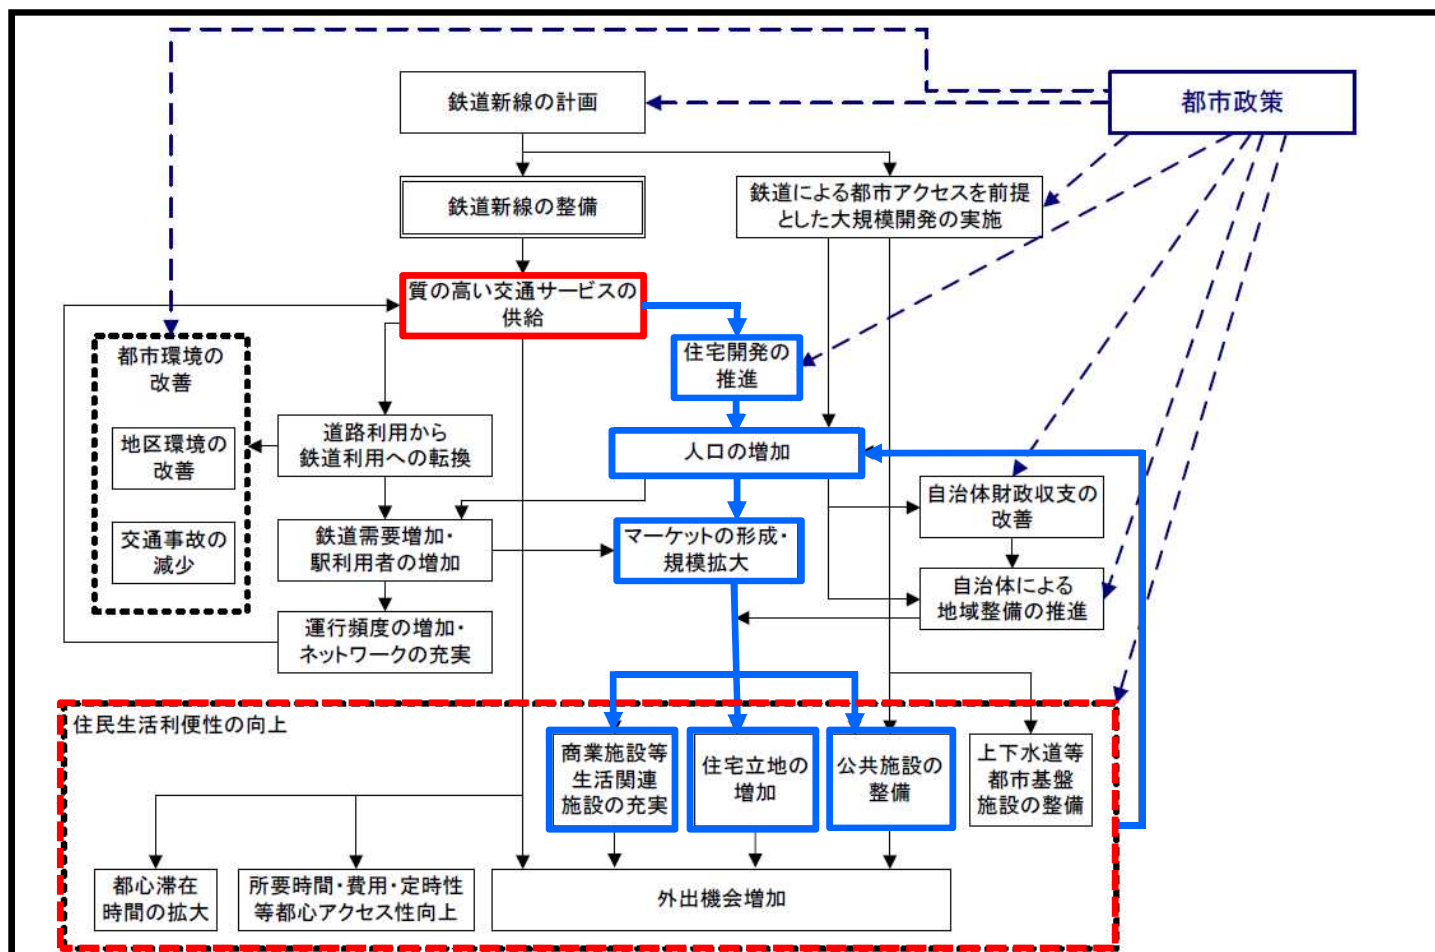 鉄道新線の計画
都市政策
鉄道新線の整備
鉄道による都市アクセスを前提
とした大規模開発の実施
質の高い交通サービスの
供給
都市環境の
改善
住宅開発の
推進
地区環境の
改善
道路利用から
鉄道利用への転換
人口の増加
自治体財政収支の
改善
交通事故の
減少
鉄道需要増加・
駅利用者の増加
マーケットの形成・
規模拡大
自治体による
地域整備の推進
運行頻度の増加・
ネットワークの充実
住民生活利便性の向上
商業施設等
生活関連
施設の充実
住宅立地の
増加
公共施設の
整備
上下水道等
都市基盤
施設の整備
都心滞在
時間の拡大
所要時間・費用・定時性
等都心アクセス性向上
外出機会増加